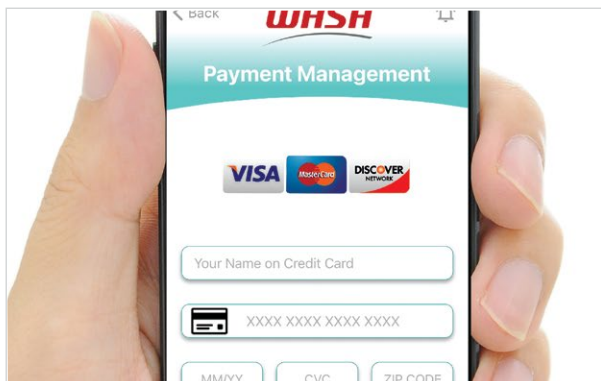 Back
WASH
Payment Management
VISA MasterCard DISCOVER
NETWORK
Your Name on Credit Card
XXXX XXXX XXXX XXXX
MM/YY CVC ZIP CODE